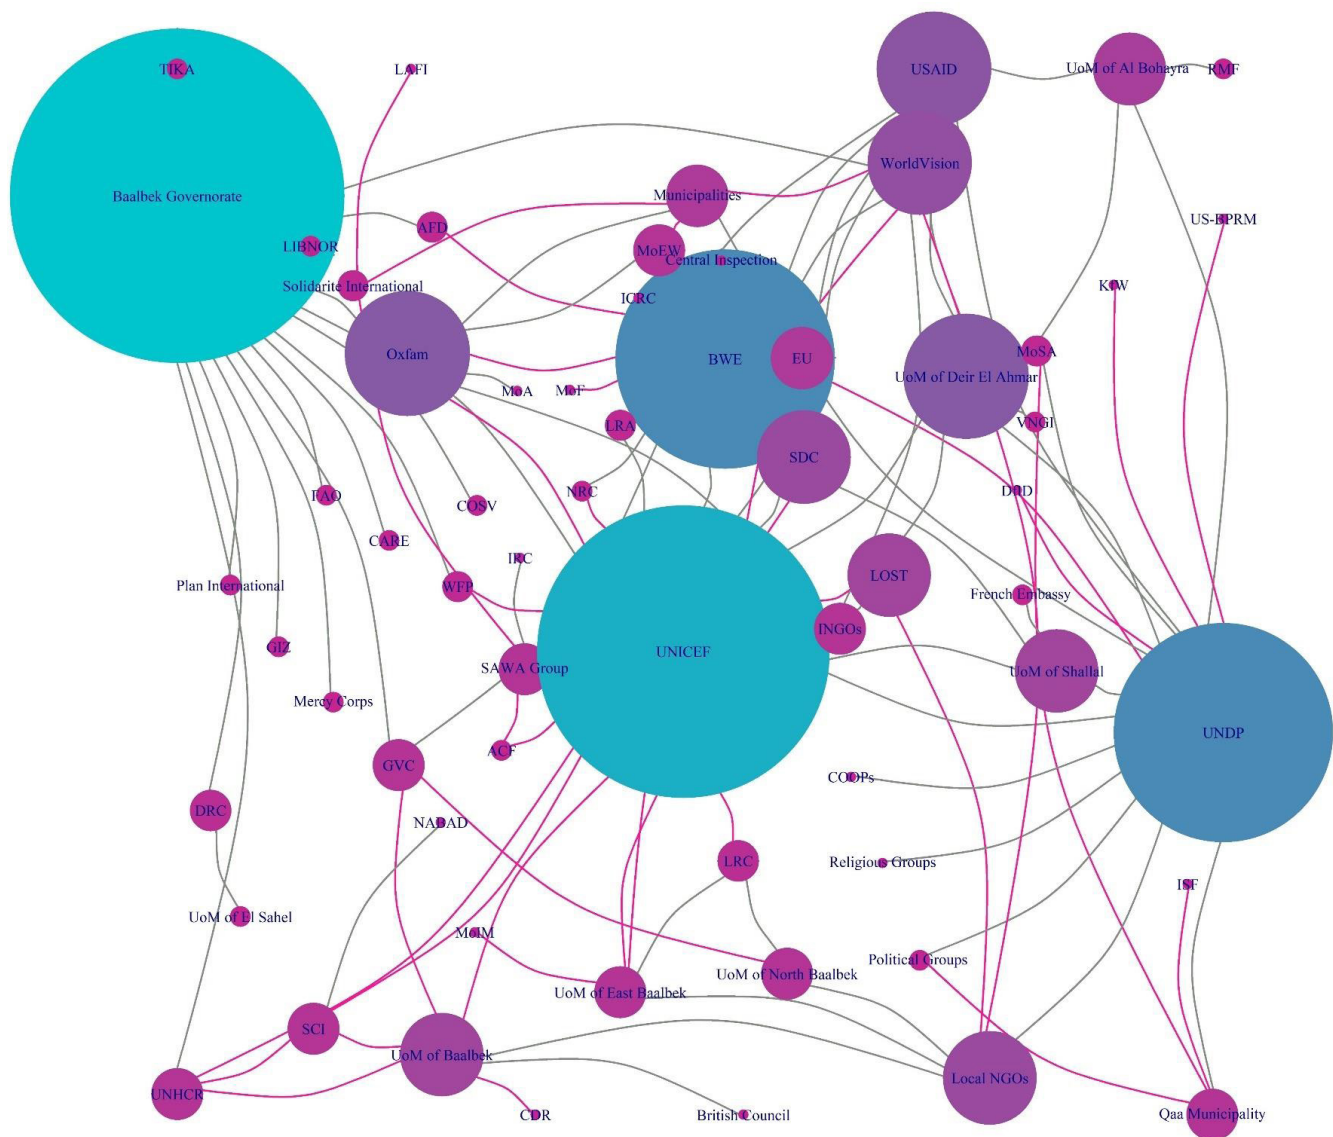 TIKA
LAFI
USAID
UoM of Al Bohayra
RMF
WorldVision
Baalbek Governorate
Municipalities
US-BPRM
AFD
LIBNOR
MoEW
Central Inspection
Solidarite International
ICRC
KfW
Oxfam
BWE
EU
MoSA
UoM of Deir El Ahmar
MoA
MoF
LRA
VNGI
SDC
FAO
COSV
NRC
DfID
CARE
IRC
Plan International
WFP
LOST
French Embassy
INGOs
GIZ
SAWA Group
UNICEF
UoM of Shallal
Mercy Corps
UNDP
ACF
GVC
COOPs
DRC
NABAD
LRC
Religious Groups
ISF
UoM of El Sahel
MoIM
Political Groups
UoM of North Baalbek
UoM of East Baalbek
SCI
UoM of Baalbek
Local NGOs
UNHCR
CDR
British Council
Qaa Municipality